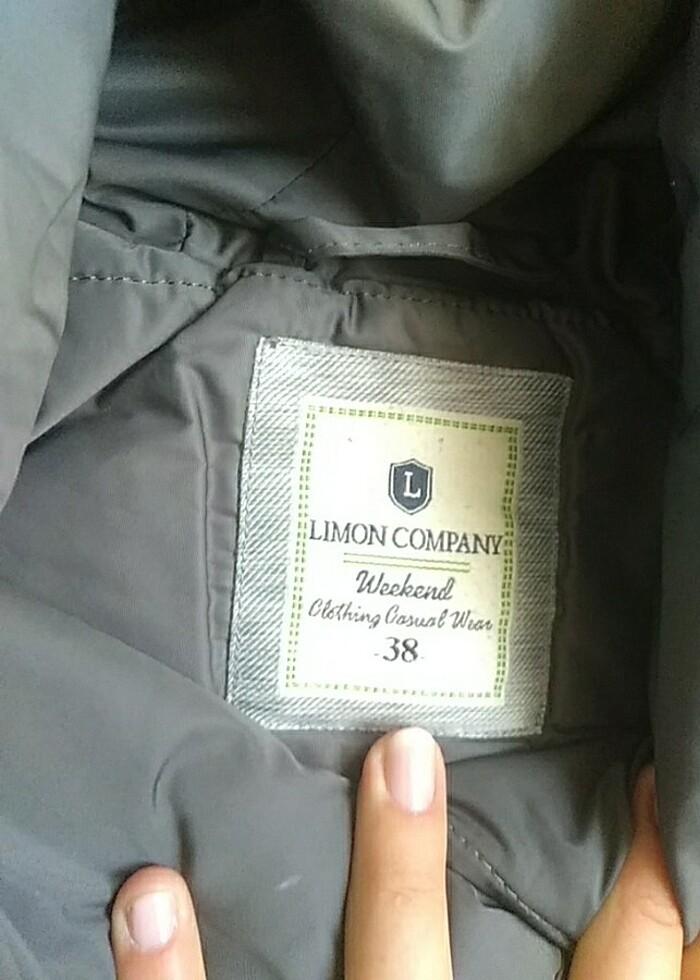 L
LIMON COMPANY
Weekend
Clothing Casual Wear
-38-